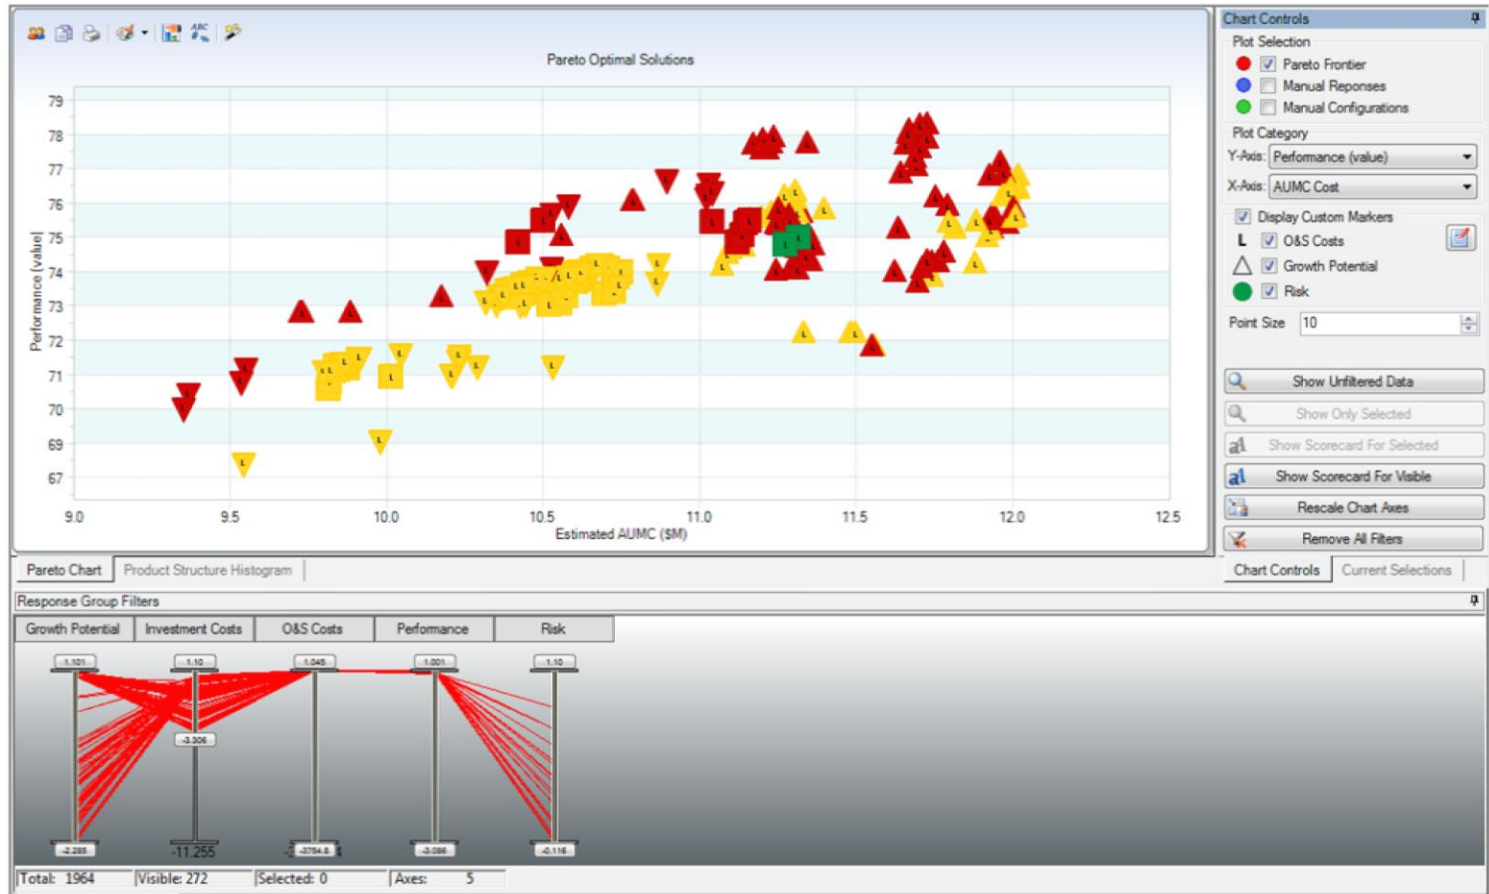 Pareto Optimal Solutions
79
78
77
76
75
74
73
72
71
70
69
67
Performance (value)
9.0 9.5 10.0 10.5 11.0 11.5 12.0 12.5
Estimated AUMC ($M)
Pareto Chart Product Structure Histogram
Chart Controls
Plot Selection
Pareto Frontier
Manual Reponses
Manual Configurations
Plot Category
Y-Axis: Performance (value)
X-Axis: AUMC Cost
Display Custom Markers
L O&S Costs
Growth Potential
Risk
Point Size 10
Show Unfiltered Data
Show Only Selected
Show Scorecard For Selected
Show Scorecard For Visible
Rescale Chart Axes
Remove All Filters
Chart Controls Current Selections
Response Group Filters
Growth Potential Investment Costs O&S Costs Performance Risk
1.101 1.10 1.045 1.001 1.10
-3.306
-2.285 -11.255 -3754.8 -3.086 -0.116
Total: 1964 Visible: 272 Selected: 0 Axes: 5